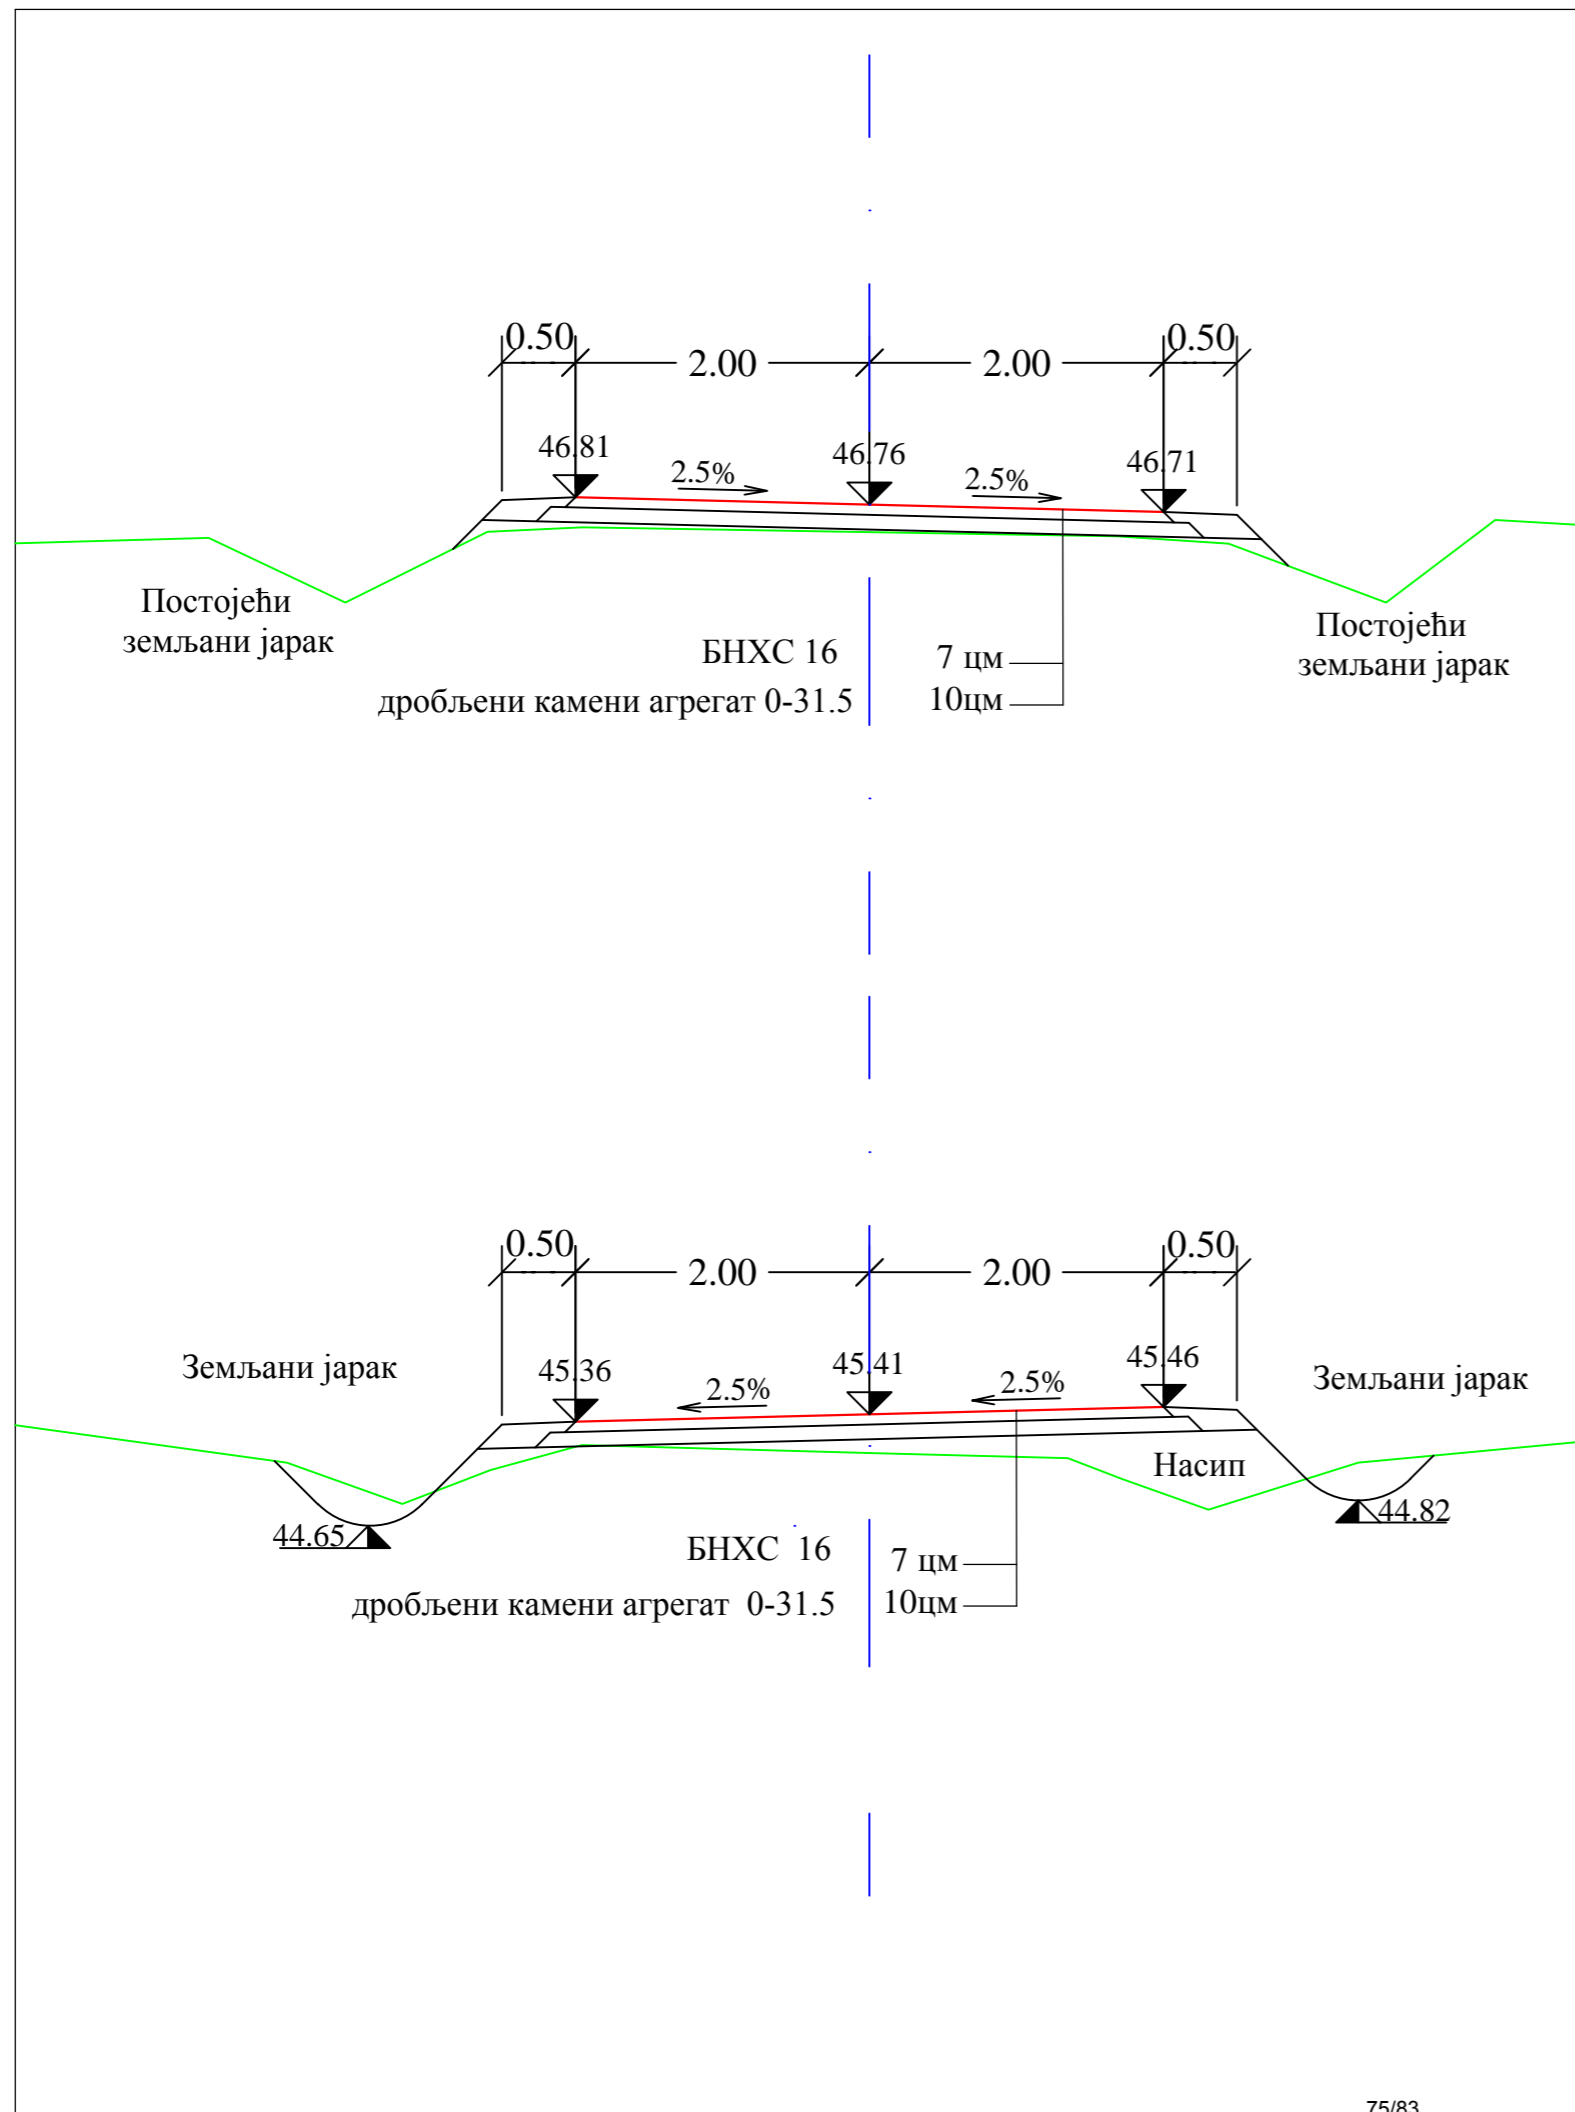 0.50 2.00 2.00 0.50
46.81 46.76 46.71
2.5% 2.5%
Постојећи
земљани јарак
Постојећи
земљани јарак
БНХС 16 7 цм
дробљени камени агрегат 0-31.5 10цм
0.50 2.00 2.00 0.50
Земљани јарак 45.36 45.41 45.46 Земљани јарак
2.5% 2.5%
Насип
44.65 44.82
БНХС 16 7 цм
дробљени камени агрегат 0-31.5 10цм
75/83